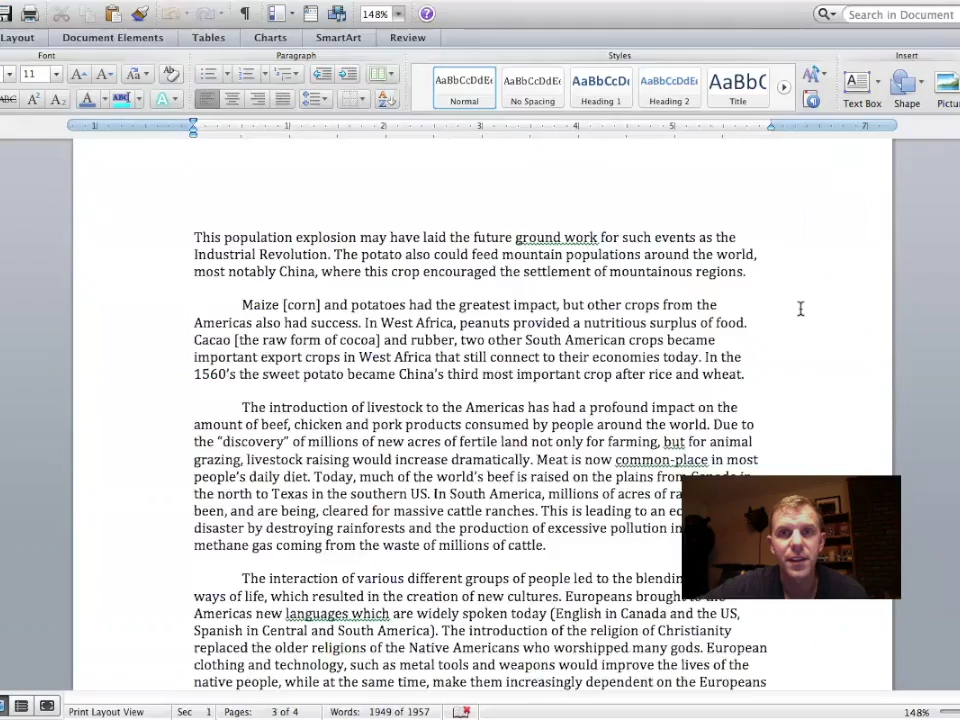 148%
Search in Document
Layout
Document Elements
Tables
Charts
SmartArt
Review
Font
Paragraph
Styles
Insert
11
Aa
ABC
A2
A2
A
ABC
A
AaBbCcDdEe
Normal
AaBbCcDdEe
No Spacing
AaBbCcDd
Heading 1
AaBbCcDdEe
Heading 2
AaBbC
Title
Text Box
Shape
Pictu
1
1
2
3
4
5
7
This population explosion may have laid the future ground work for such events as the
Industrial Revolution. The potato also could feed mountain populations around the world,
most notably China, where this crop encouraged the settlement of mountainous regions.
Maize [corn] and potatoes had the greatest impact, but other crops from the
Americas also had success. In West Africa, peanuts provided a nutritious surplus of food.
Cacao [the raw form of cocoa] and rubber, two other South American crops became
important export crops in West Africa that still connect to their economies today. In the
1560's the sweet potato became China's third most important crop after rice and wheat.
The introduction of livestock to the Americas has had a profound impact on the
amount of beef, chicken and pork products consumed by people around the world. Due to
the “discovery” of millions of new acres of fertile land not only for farming, but for animal
grazing, livestock raising would increase dramatically. Meat is now common-place in most
people's daily diet. Today, much of the world's beef is raised on the plains from Canada in
the north to Texas in the southern US. In South America, millions of acres of
been, and are being, cleared for massive cattle ranches. This is leading to an
disaster by destroying rainforests and the production of excessive pollution in
methane gas coming from the waste of millions of cattle.
The interaction of various different groups of people led to the
ways of life, which resulted in the creation of new cultures. Europeans brought to the
Americas new languages which are widely spoken today (English in Canada and the US,
Spanish in Central and South America). The introduction of the religion of Christianity
replaced the older religions of the Native Americans who worshipped many gods. European
clothing and technology, such as metal tools and weapons would improve the lives of the
native people, while at the same time, make them increasingly dependent on the Europeans
Print Layout View
Sec 1
Pages: 3 of 4
Words: 1949 of 1957
148%